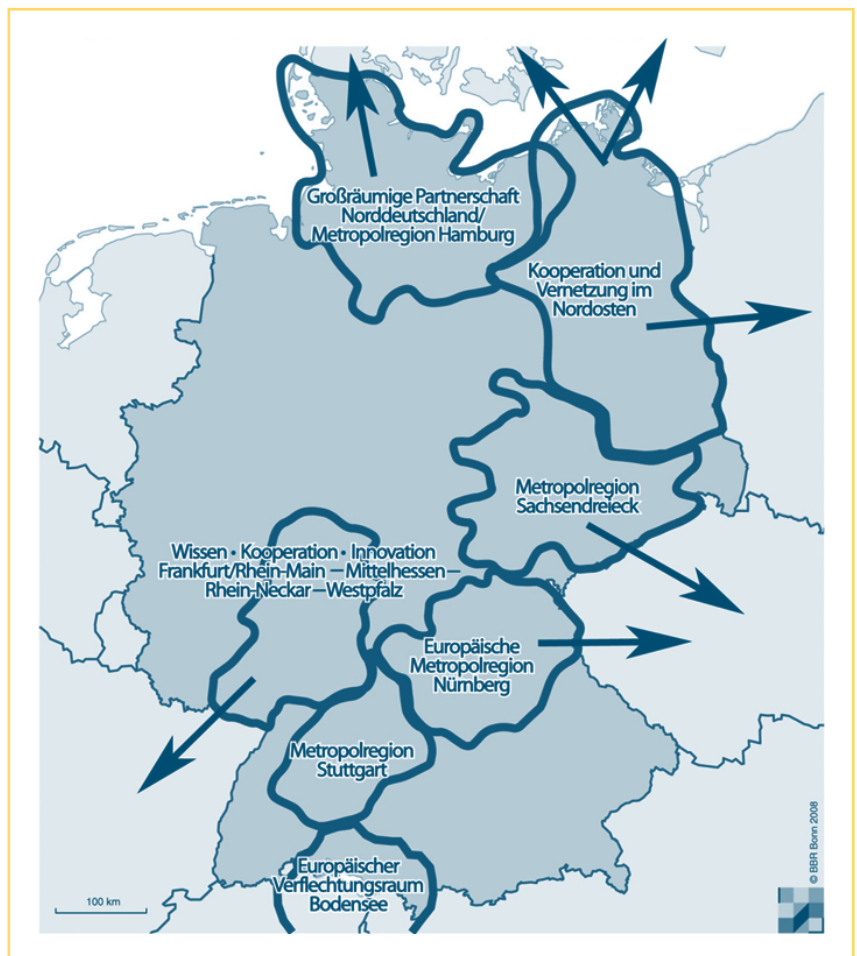 Großräumige Partnerschaft
Norddeutschland/
Metropolregion Hamburg
Kooperation und
Vernetzung im
Nordosten
Metropolregion
Sachsendreieck
Wissen · Kooperation · Innovation
Frankfurt/Rhein-Main – Mittelhessen –
Rhein-Neckar – Westpfalz
Europäische
Metropolregion
Nürnberg
Metropolregion
Stuttgart
Europäischer
Verflechtungsraum
Bodensee
100 km
© BBR Bonn 2008